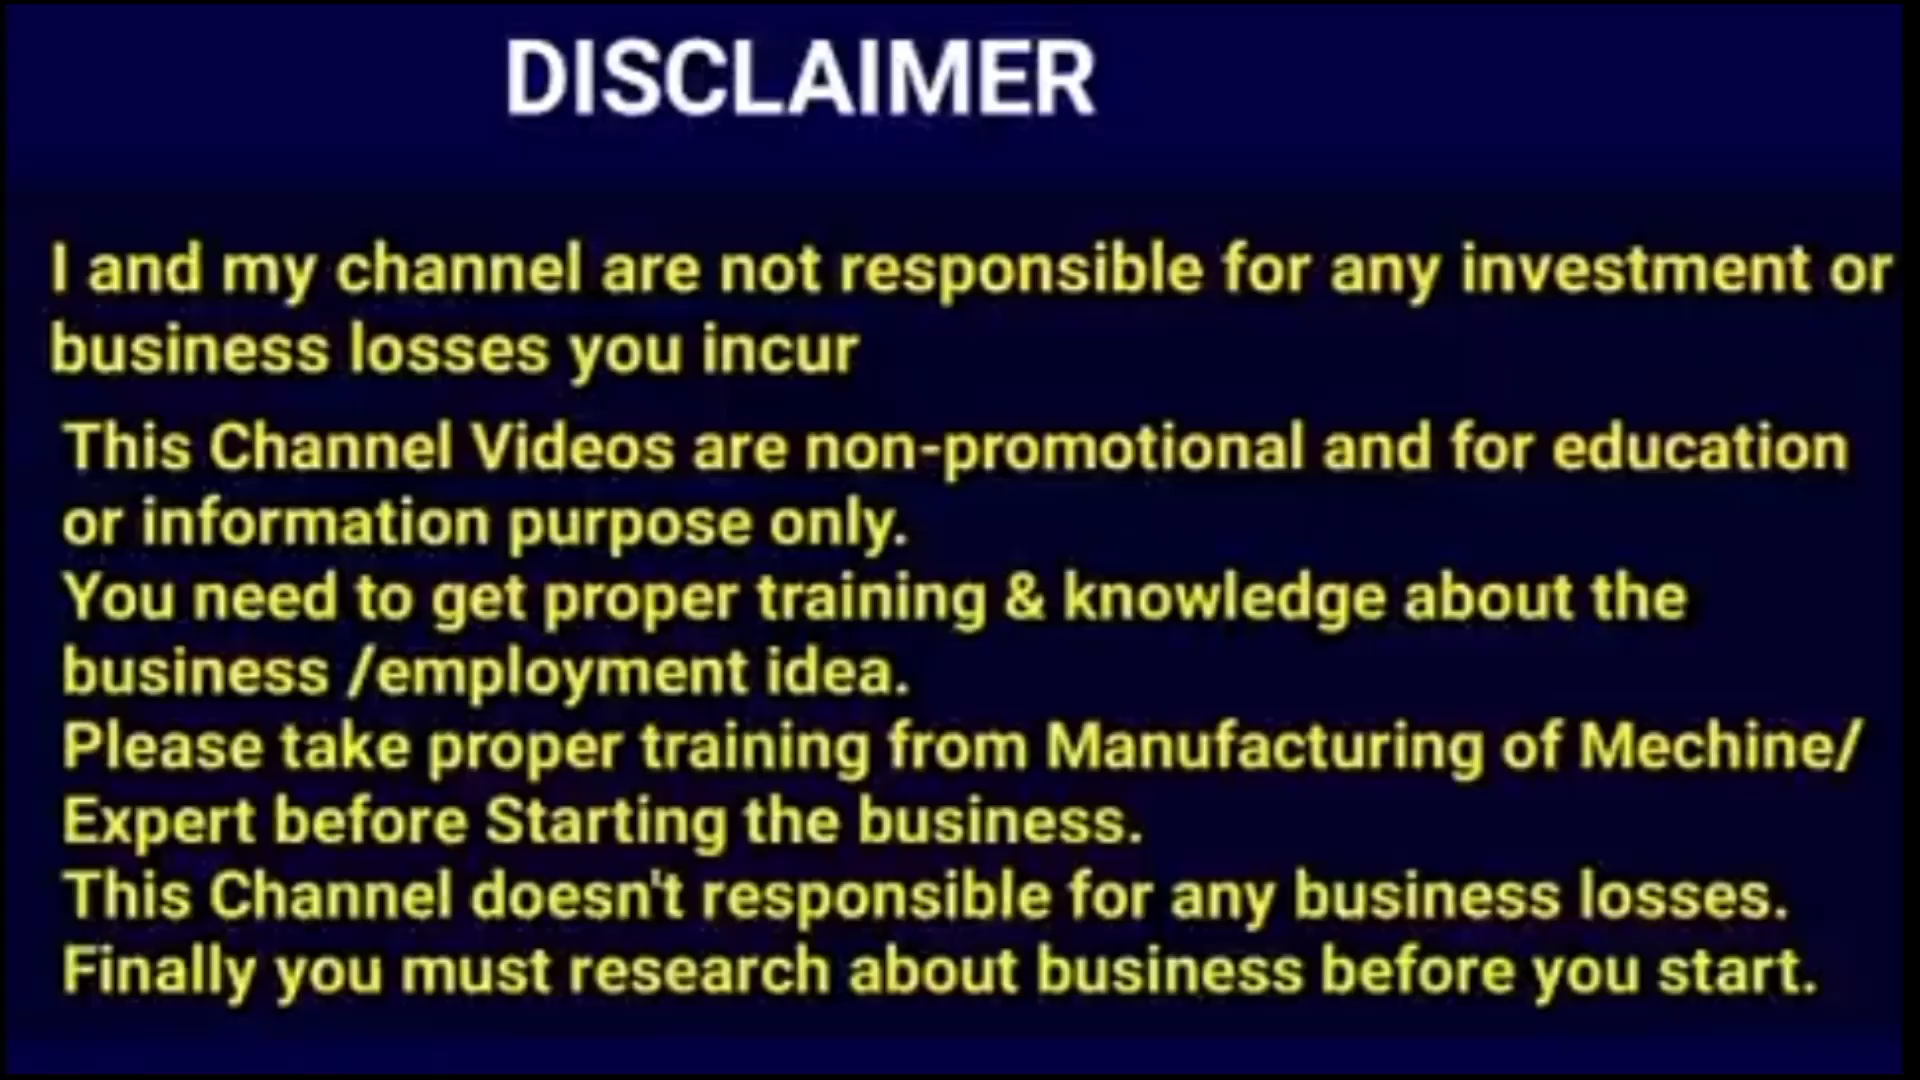 DISCLAIMER
I and my channel are not responsible for any investment or
business losses you incur
This Channel Videos are non-promotional and for education
or information purpose only.
You need to get proper training & knowledge about the
business /employment idea.
Please take proper training from Manufacturing of Mechine/
Expert before Starting the business.
This Channel doesn't responsible for any business losses.
Finally you must research about business before you start.